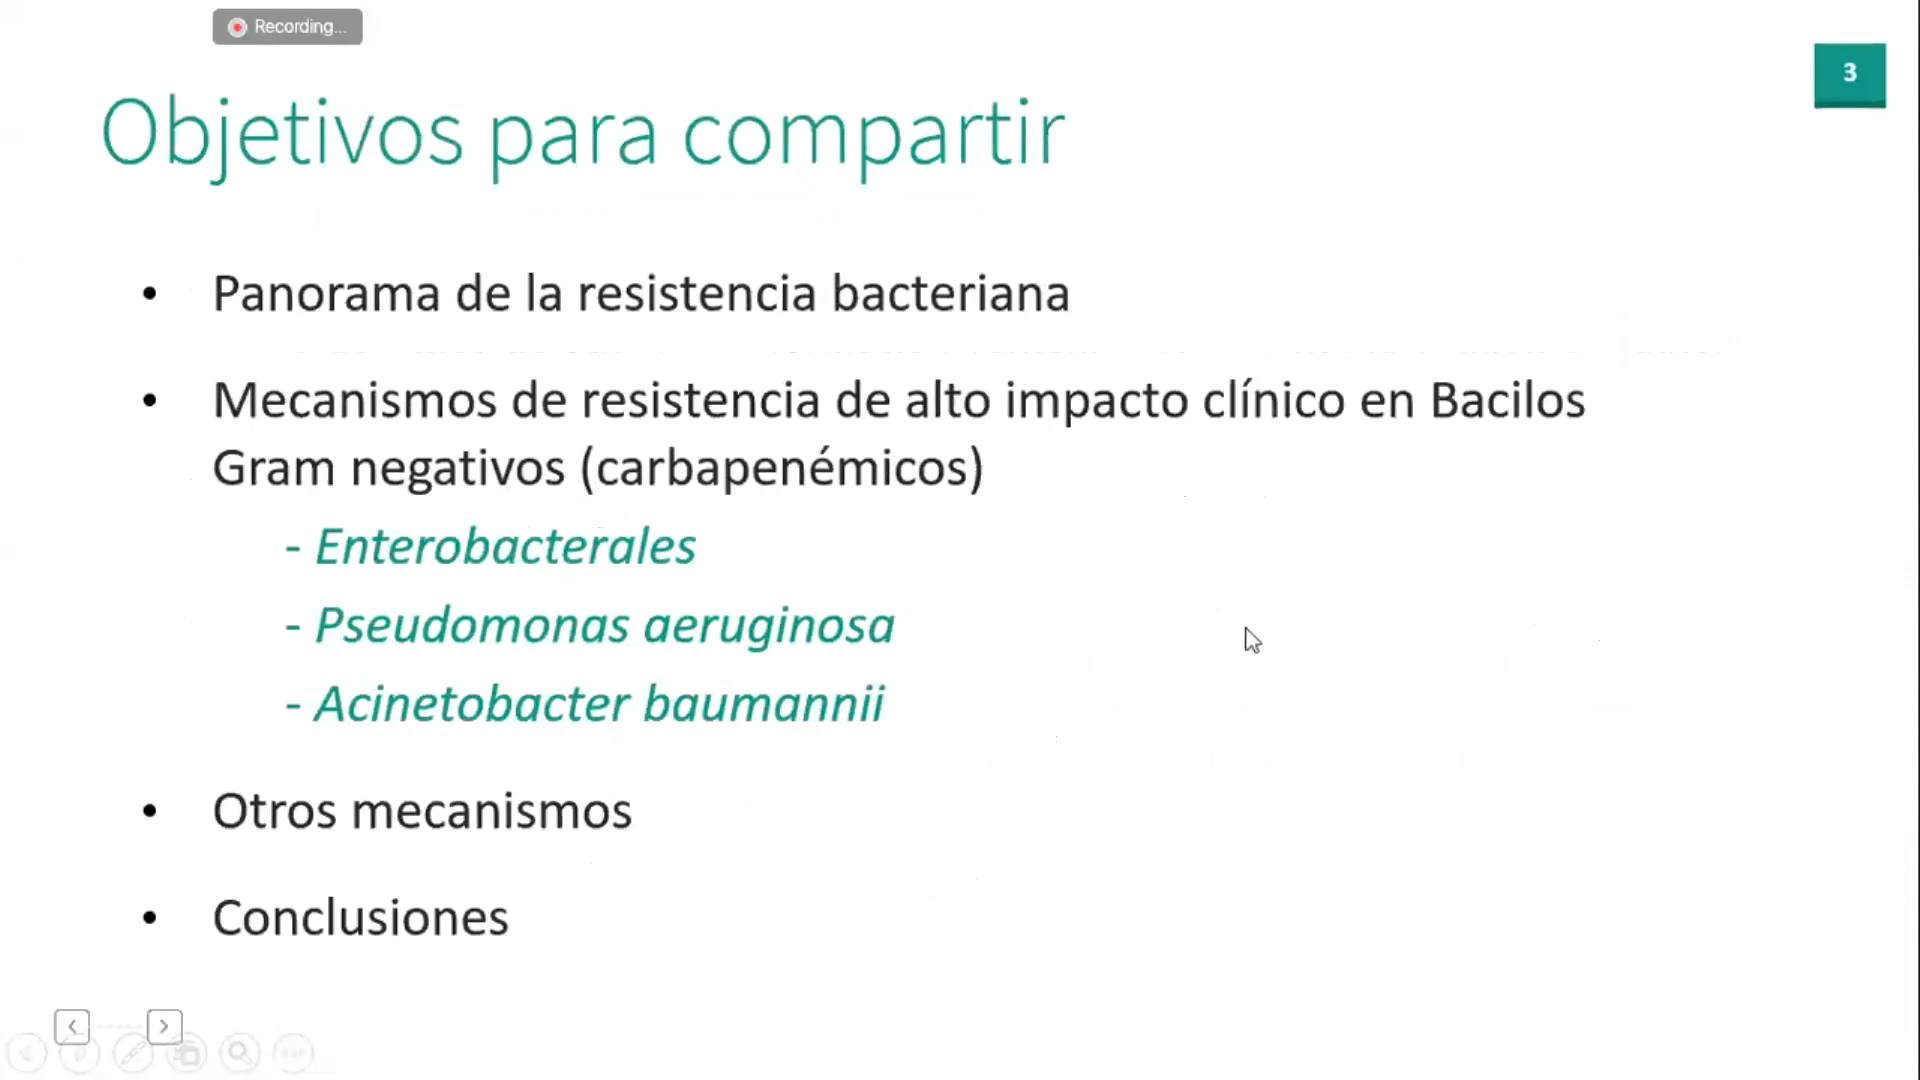 Recording...
3
Objetivos para compartir
• Panorama de la resistencia bacteriana
• Mecanismos de resistencia de alto impacto clínico en Bacilos
Gram negativos (carbapenémicos)
- Enterobacterales
- Pseudomonas aeruginosa
- Acinetobacter baumannii
• Otros mecanismos
• Conclusiones